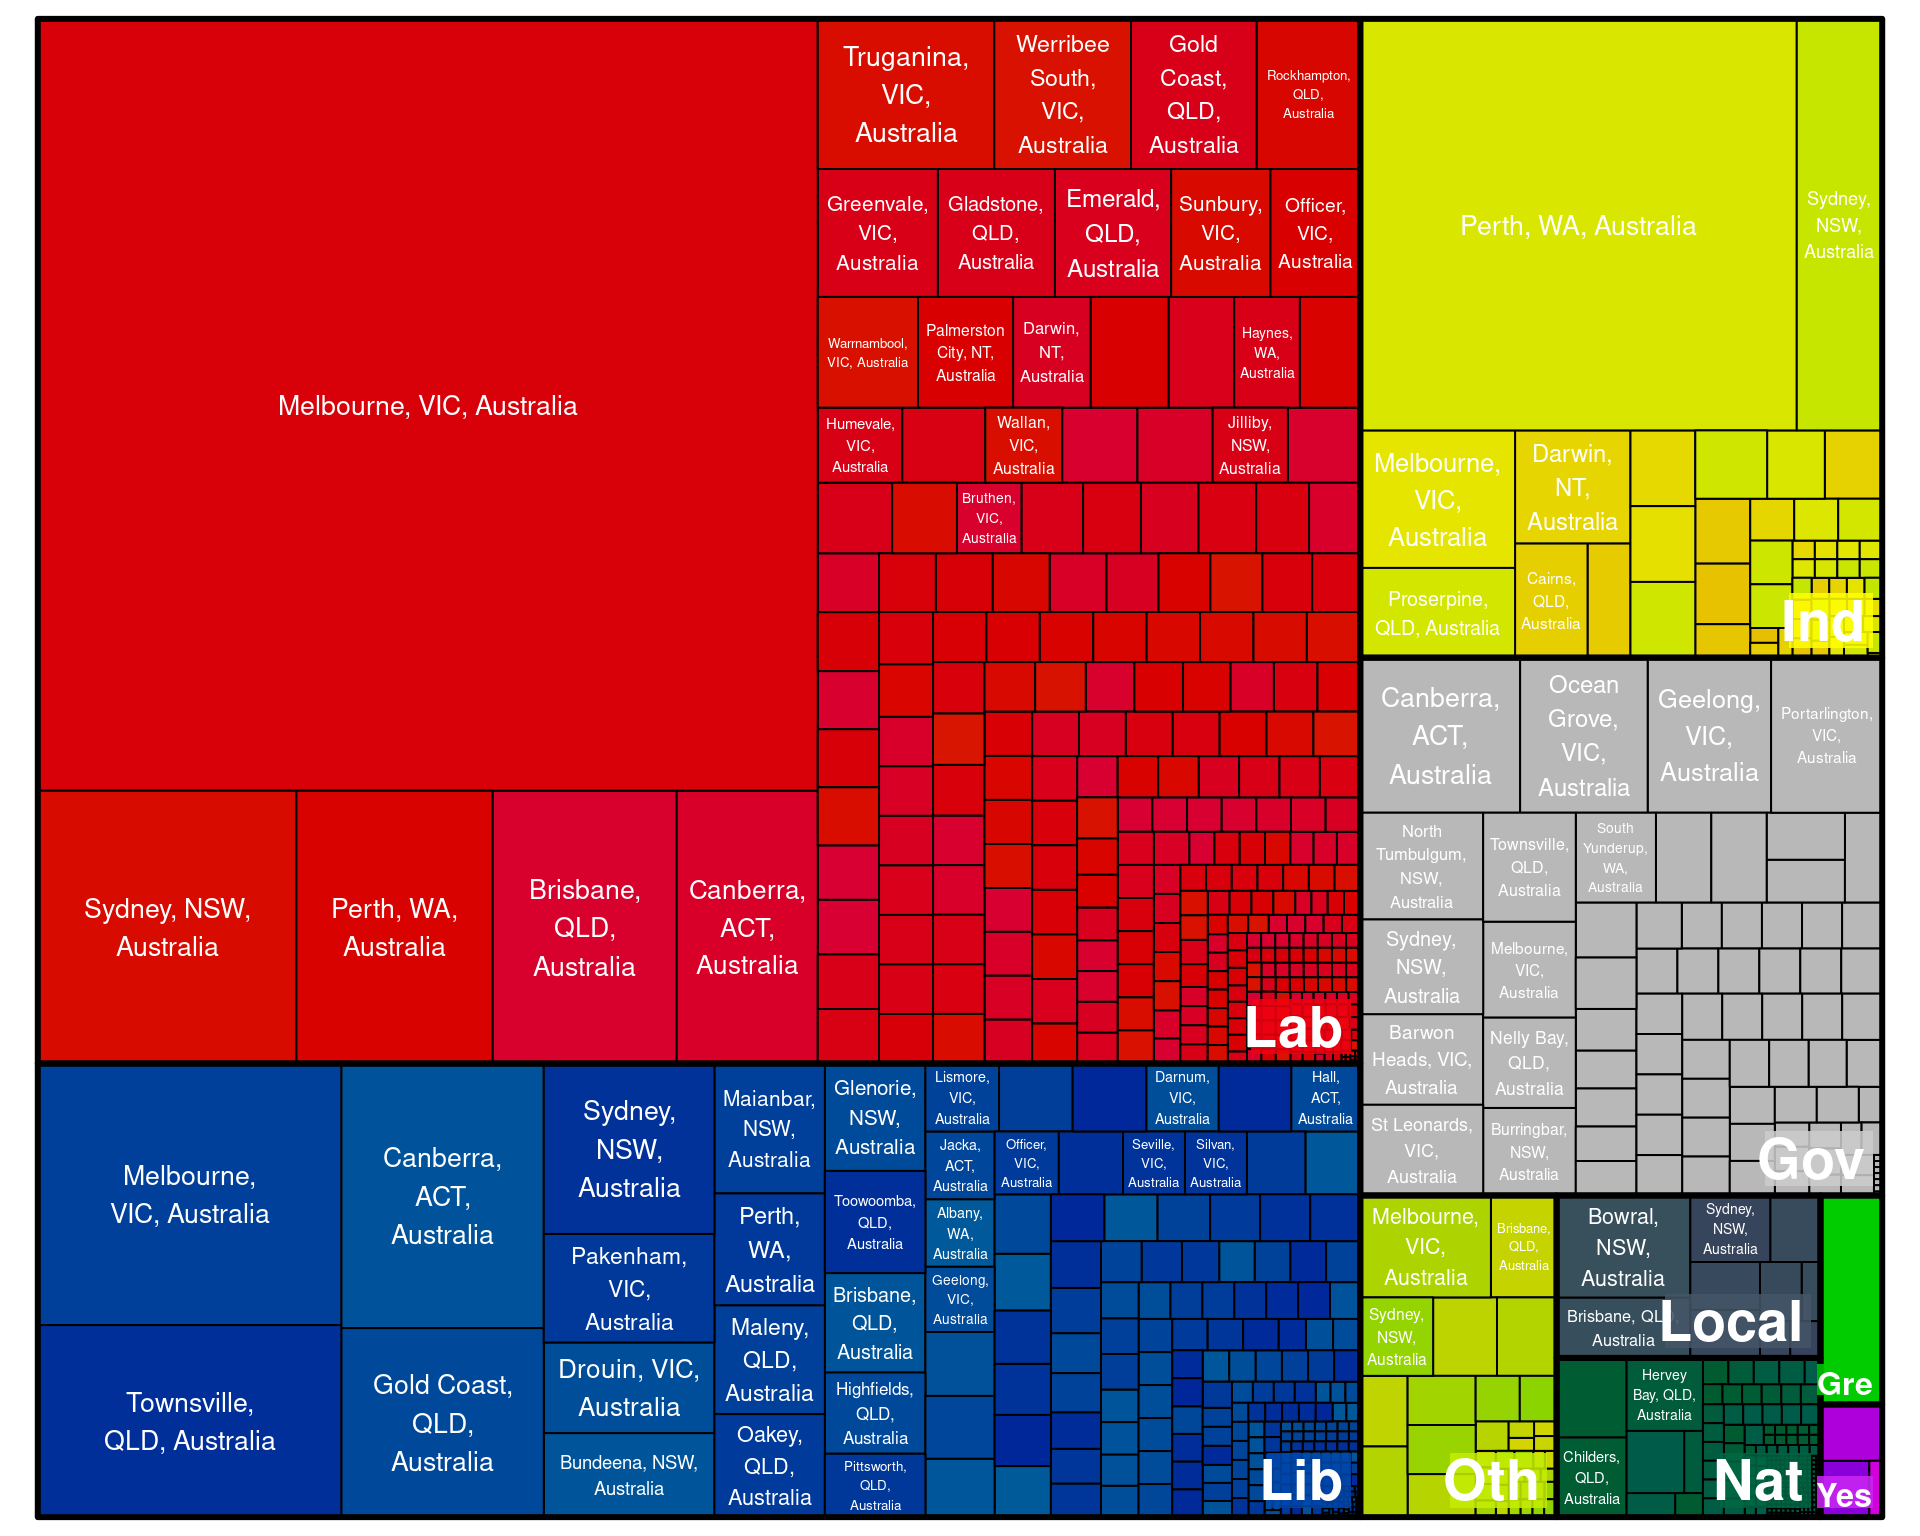 Melbourne, VIC, Australia
Sydney, NSW,
Australia
Perth, WA,
Australia
Brisbane,
QLD,
Australia
Canberra,
ACT,
Australia
Truganina,
VIC,
Australia
Werribee
South,
VIC,
Australia
Gold
Coast,
QLD,
Australia
Rockhampton,
QLD,
Australia
Greenvale,
VIC,
Australia
Gladstone,
QLD,
Australia
Emerald,
QLD,
Australia
Sunbury,
VIC,
Australia
Officer,
VIC,
Australia
Warrnambool,
VIC, Australia
Palmerston
City, NT,
Australia
Darwin,
NT,
Australia
Haynes,
WA,
Australia
Humevale,
VIC,
Australia
Wallan,
VIC,
Australia
Jilliby,
NSW,
Australia
Bruthen,
VIC,
Australia
Lab
Perth, WA, Australia
Sydney,
NSW,
Australia
Melbourne,
VIC,
Australia
Darwin,
NT,
Australia
Proserpine,
QLD, Australia
Cairns,
QLD,
Australia
Ind
Canberra,
ACT,
Australia
Ocean
Grove,
VIC,
Australia
Geelong,
VIC,
Australia
Portarlington,
VIC,
Australia
North
Tumbulgum,
NSW,
Australia
Townsville,
QLD,
Australia
South
Yunderup,
WA,
Australia
Sydney,
NSW,
Australia
Melbourne,
VIC,
Australia
Barwon
Heads, VIC,
Australia
Nelly Bay,
QLD,
Australia
St Leonards,
VIC,
Australia
Burringbar,
NSW,
Australia
Gov
Melbourne,
VIC, Australia
Townsville,
QLD, Australia
Canberra,
ACT,
Australia
Gold Coast,
QLD,
Australia
Sydney,
NSW,
Australia
Pakenham,
VIC,
Australia
Drouin, VIC,
Australia
Bundeena, NSW,
Australia
Maianbar,
NSW,
Australia
Perth,
WA,
Australia
Maleny,
QLD,
Australia
Oakey,
QLD,
Australia
Glenorie,
NSW,
Australia
Toowoomba,
QLD,
Australia
Brisbane,
QLD,
Australia
Highfields,
QLD,
Australia
Pittsworth,
QLD,
Australia
Lismore,
VIC,
Australia
Darnum,
VIC,
Australia
Hall,
ACT,
Australia
Jacka,
ACT,
Australia
Officer,
VIC,
Australia
Seville,
VIC,
Australia
Silvan,
VIC,
Australia
Albany,
WA,
Australia
Geelong,
VIC,
Australia
Lib
Melbourne,
VIC,
Australia
Brisbane,
QLD,
Australia
Sydney,
NSW,
Australia
Oth
Bowral,
NSW,
Australia
Sydney,
NSW,
Australia
Brisbane, QLD,
Australia
Local
Hervey
Bay, QLD,
Australia
Childers,
QLD,
Australia
Nat
Gre
Yes